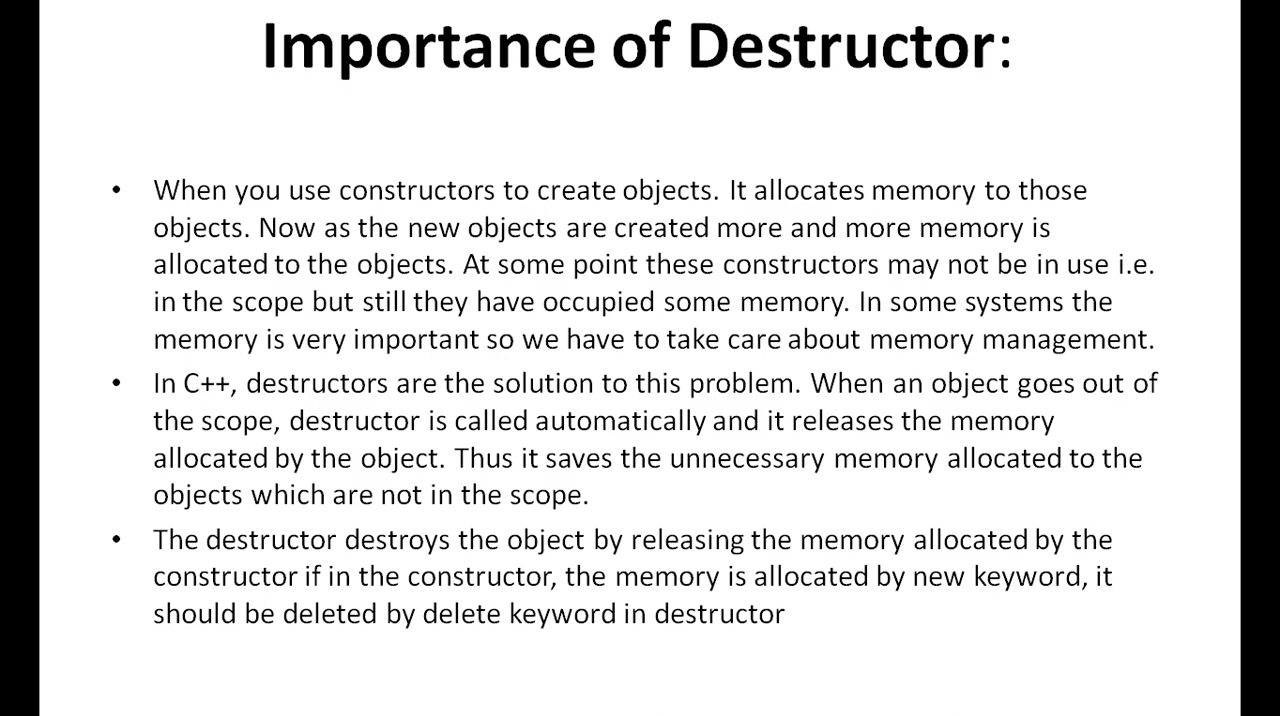 Importance of Destructor:
• When you use constructors to create objects. It allocates memory to those
objects. Now as the new objects are created more and more memory is
allocated to the objects. At some point these constructors may not be in use i.e.
in the scope but still they have occupied some memory. In some systems the
memory is very important so we have to take care about memory management.
• In C++, destructors are the solution to this problem. When an object goes out of
the scope, destructor is called automatically and it releases the memory
allocated by the object. Thus it saves the unnecessary memory allocated to the
objects which are not in the scope.
• The destructor destroys the object by releasing the memory allocated by the
constructor if in the constructor, the memory is allocated by new keyword, it
should be deleted by delete keyword in destructor